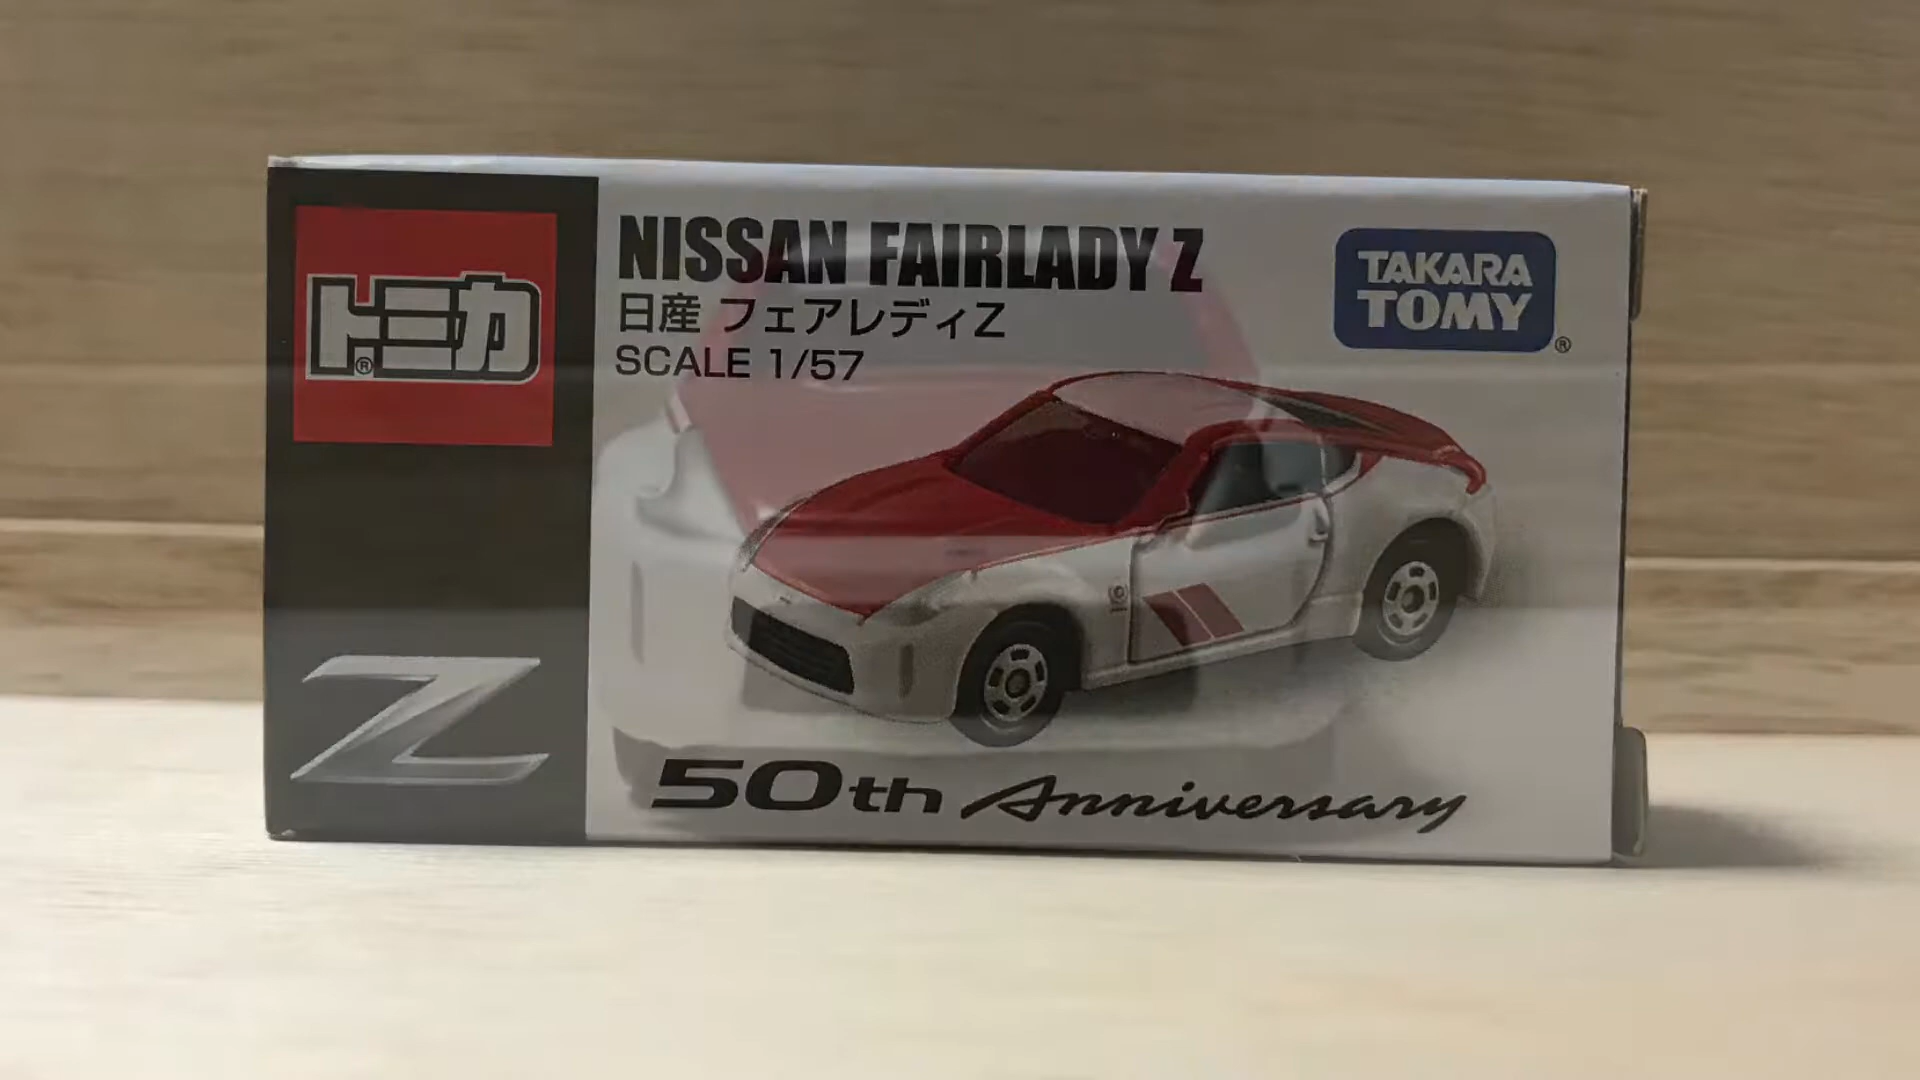 トミカ®
NISSAN FAIRLADY Z
日産 フェアレディZ
SCALE 1/57
TAKARA
TOMY®
Z
50th Anniversary